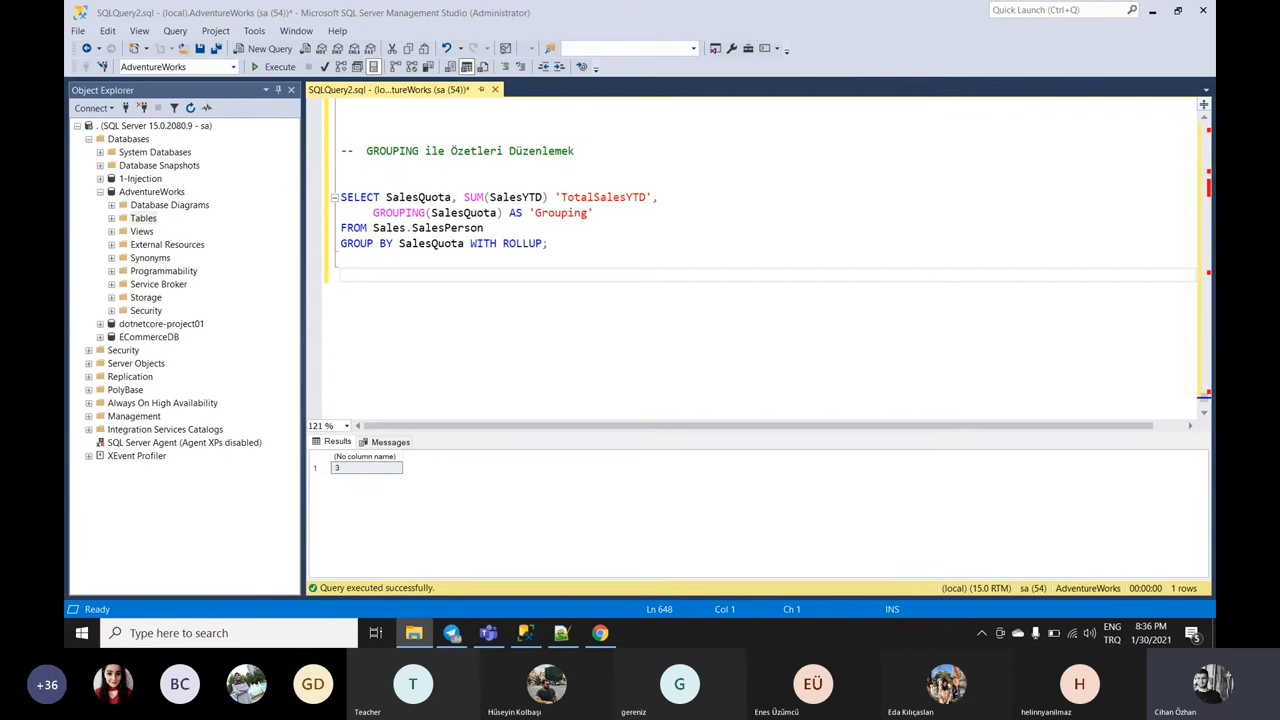 SQLQuery2.sql - (local).AdventureWorks (sa (54))* - Microsoft SQL Server Management Studio (Administrator)
Quick Launch (Ctrl+Q)
File Edit View Query Project Tools Window Help
New Query
AdventureWorks
Execute
Object Explorer
SQLQuery2.sql - (lo...tureWorks (sa (54))*
Connect
. (SQL Server 15.0.2080.9 - sa)
Databases
System Databases
Database Snapshots
1-Injection
AdventureWorks
Database Diagrams
Tables
Views
External Resources
Synonyms
Programmability
Service Broker
Storage
Security
dotnetcore-project01
ECommerceDB
Security
Server Objects
Replication
PolyBase
Always On High Availability
Management
Integration Services Catalogs
SQL Server Agent (Agent XPs disabled)
XEvent Profiler
-- GROUPING ile Özetleri Düzenlemek
SELECT SalesQuota, SUM(SalesYTD) 'TotalSalesYTD',
GROUPING(SalesQuota) AS 'Grouping'
FROM Sales.SalesPerson
GROUP BY SalesQuota WITH ROLLUP;
121 %
Results Messages
(No column name)
1 3
Query executed successfully.
(local) (15.0 RTM) sa (54) AdventureWorks 00:00:00 1 rows
Ready
Ln 648 Col 1 Ch 1 INS
Type here to search
ENG 8:36 PM
TRQ 1/30/2021
5
+36 BC GD T G EÜ H
Teacher Hüseyin Kolbaşı gereniz Enes Üzümcü Eda Kılıçaslan helinnyanilmaz Cihan Özhan